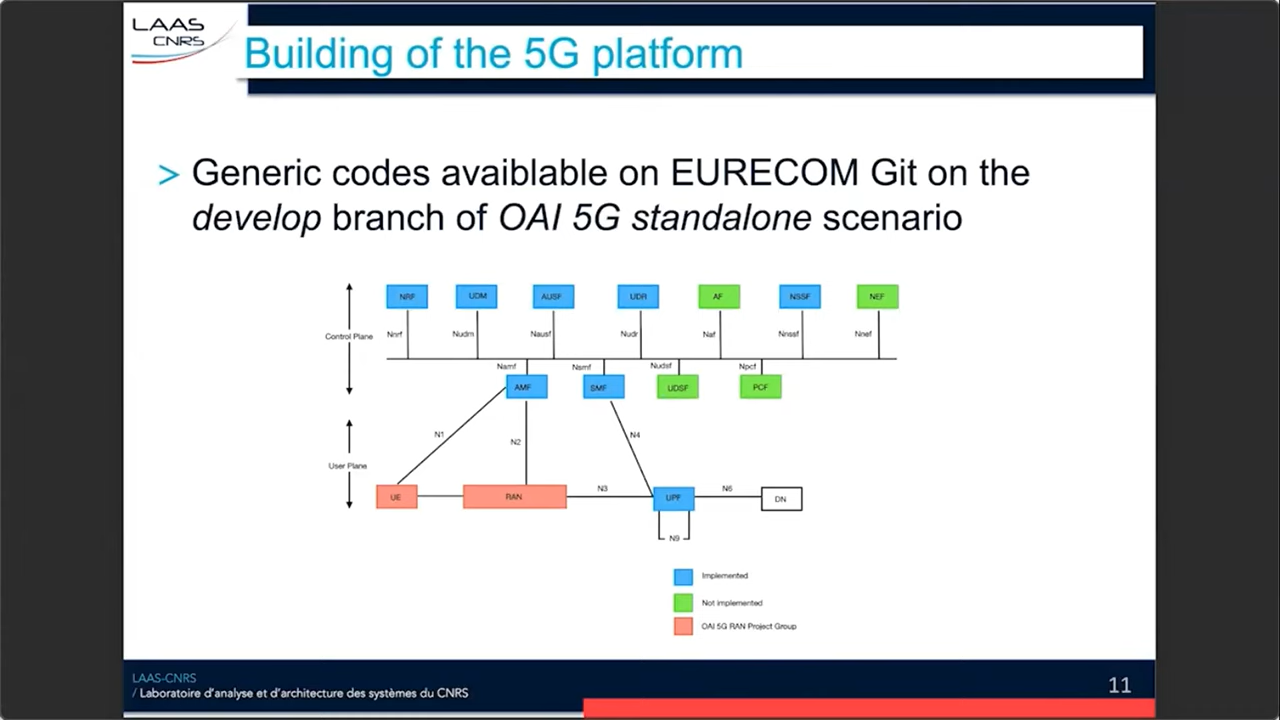 LAAS
CNRS
Building of the 5G platform
> Generic codes avaiblable on EURECOM Git on the
develop branch of OAI 5G standalone scenario
NRF UDM AUSF UDR AF NSSF NEF
Control Plane Nnrf Nudm Nausf Nudr Naf Nnssf Nnef
Namf Nsmf Nudsf Npcf
AMF SMF UDSF PCF
N1 N2 N4
User Plane
UE RAN N3 UPF N6 DN
N9
Implemented
Not implemented
OAI 5G RAN Project Group
LAAS-CNRS
/ Laboratoire d'analyse et d'architecture des systèmes du CNRS
11